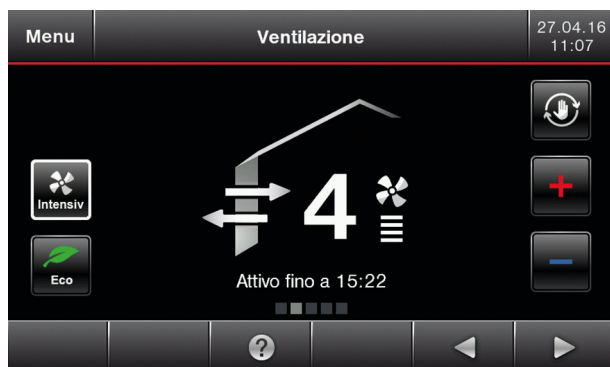 Menu
Ventilazione
27.04.16
11:07
Intensiv
4
+
Eco
−
Attivo fino a 15:22
?